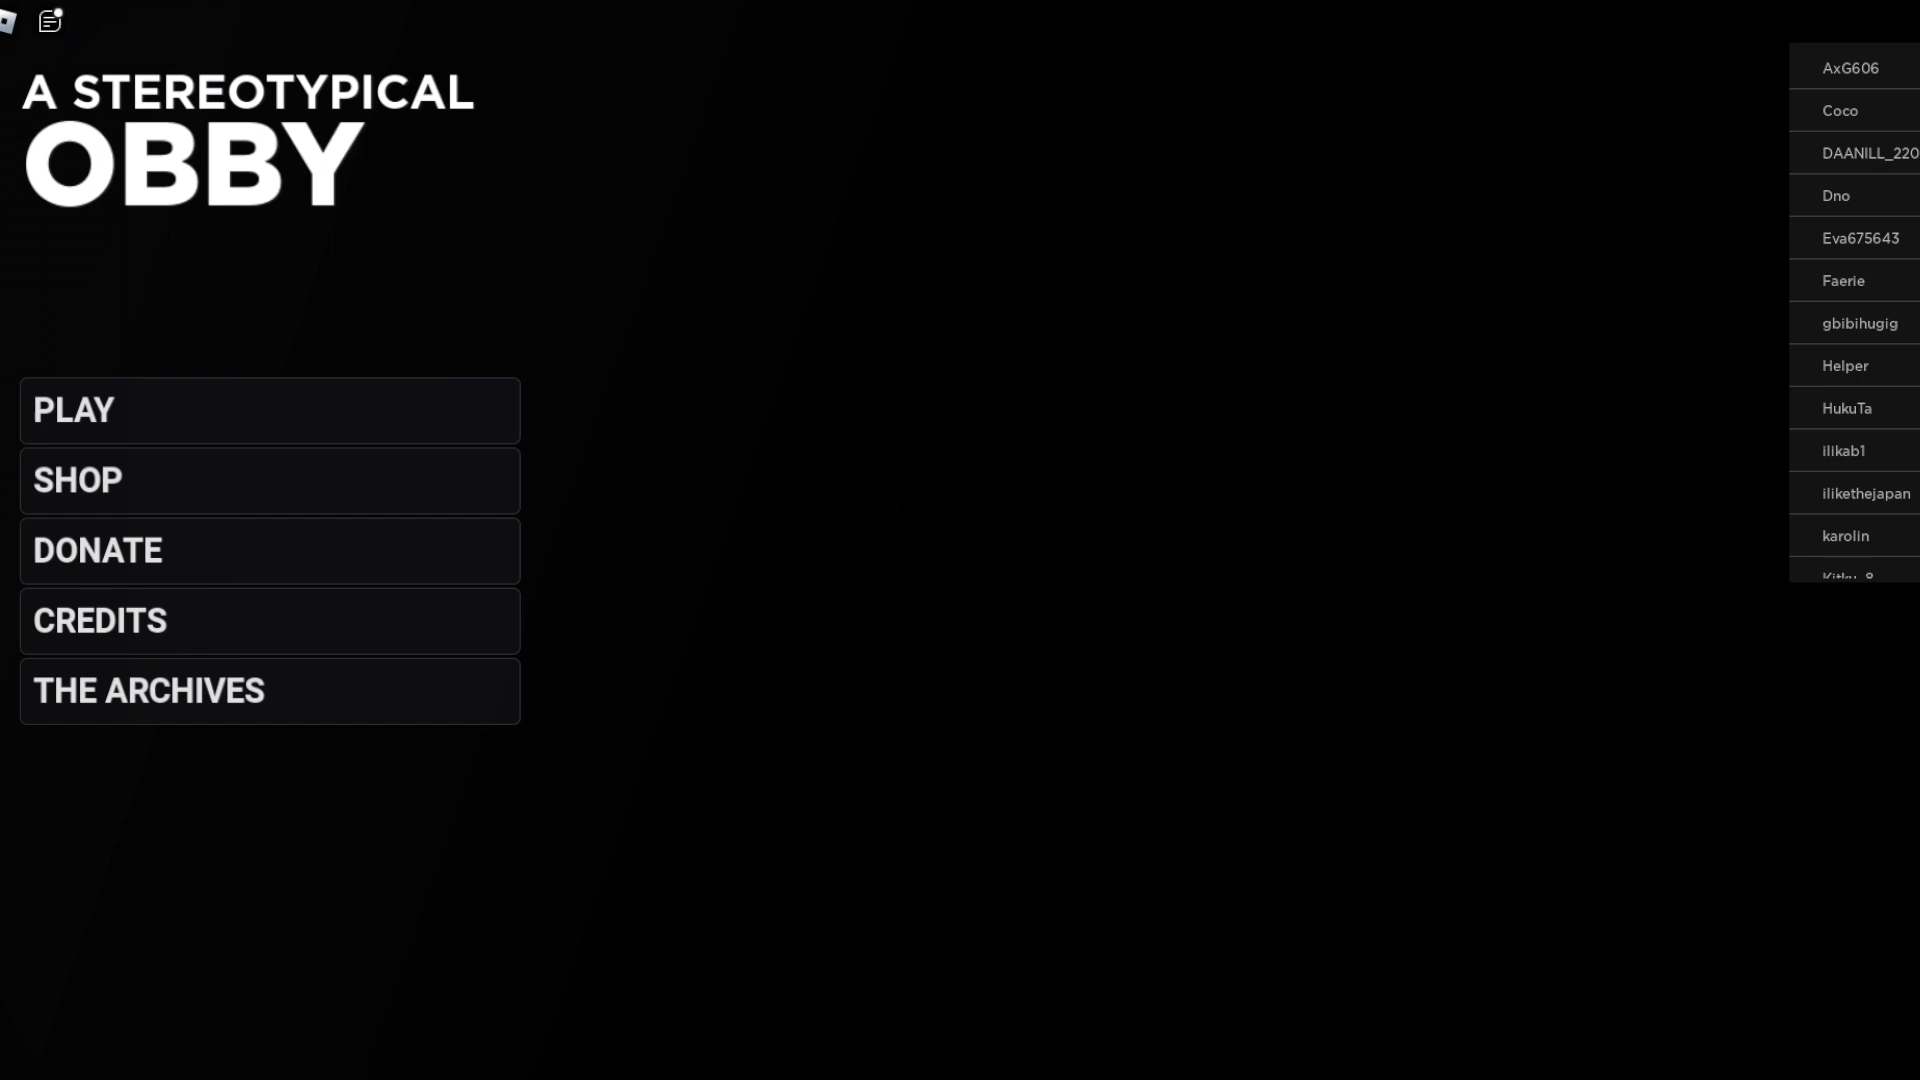 A STEREOTYPICAL
OBBY
PLAY
SHOP
DONATE
CREDITS
THE ARCHIVES
AxG606
Coco
DAANILL_220
Dno
Eva675643
Faerie
gbibihugig
Helper
HukuTa
ilikab1
ilikethejapan
karolin